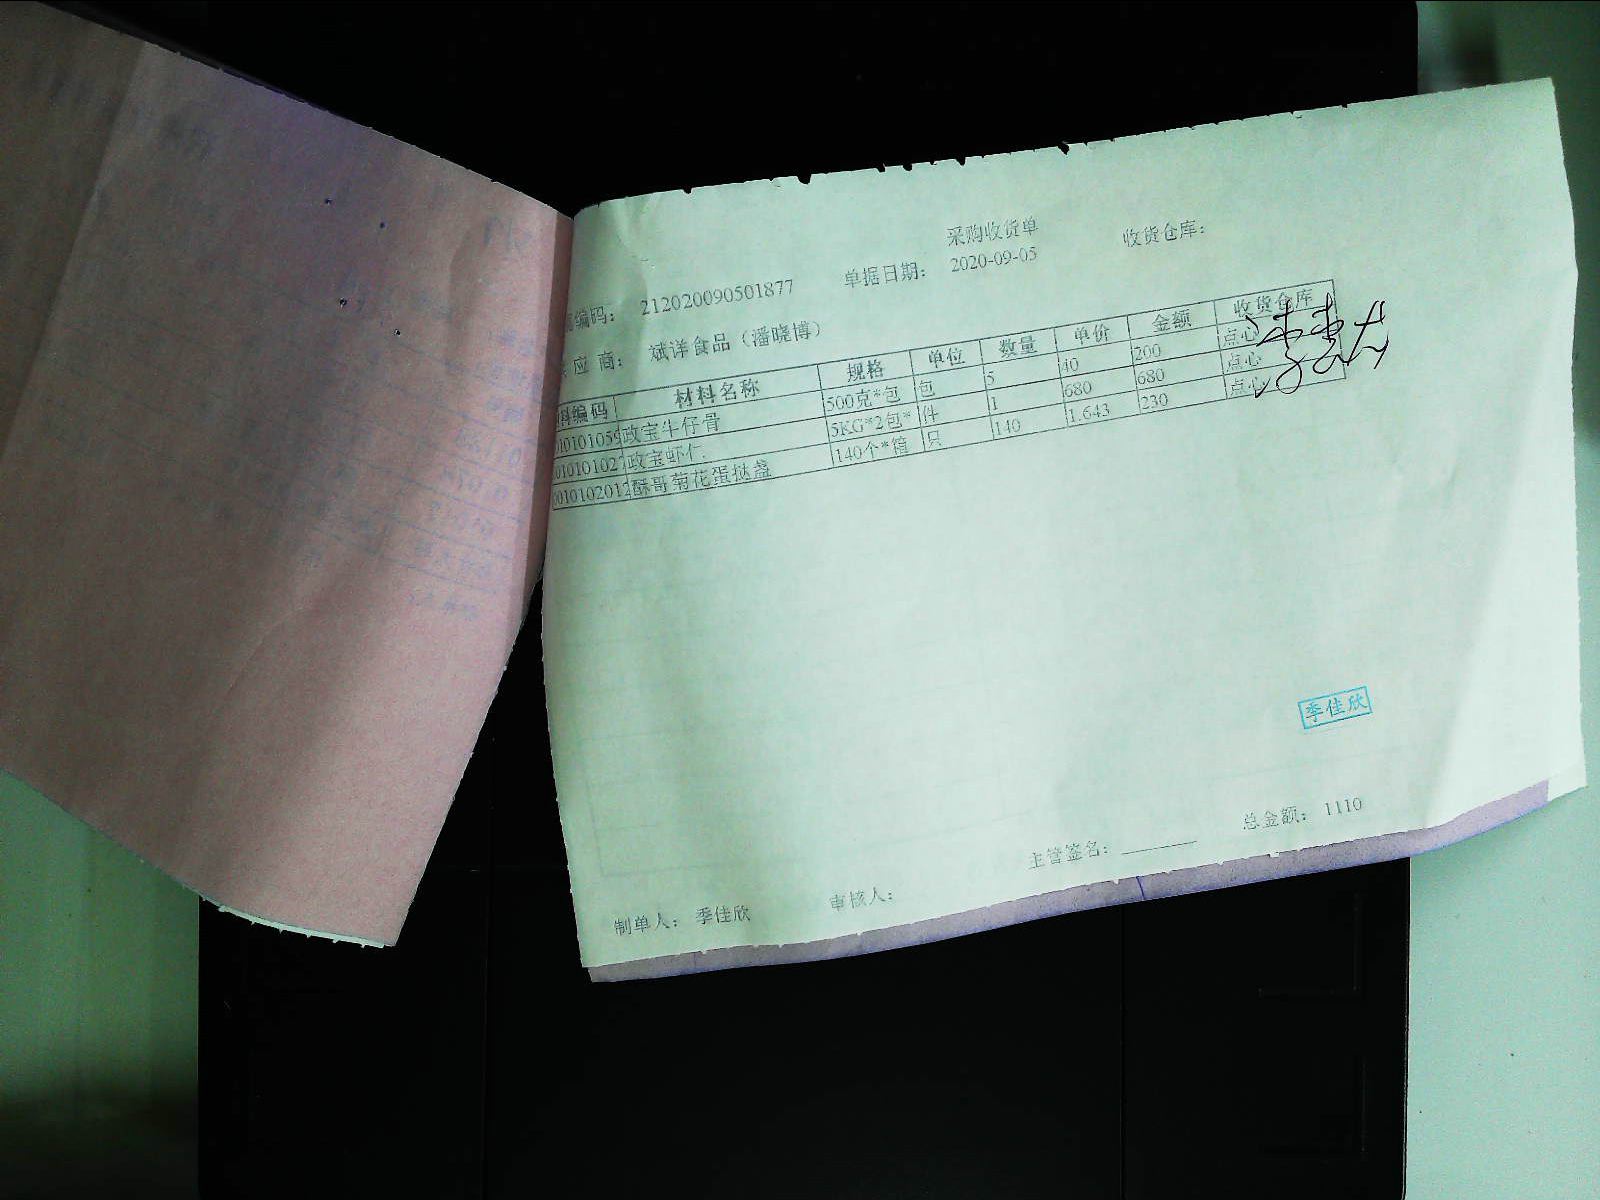 采购收货单
编码： 212020090501877 单据日期： 2020-09-05 收货仓库：
应 商： 斌洋食品（潘晓博）
料编码 材料名称 规格 单位 数量 单价 金额 收货仓库
010101059 政宝牛仔骨 500克*包 包 5 40 200 点心
010101027 政宝虾仁. 5KG*2包* 件 1 680 680 点心
0010102012 酥哥菊花蛋挞盏 140个*箱 只 140 1.643 230 点心
季佳欣
总金额： 1110
主管签名：
制单人： 季佳欣 审核人：